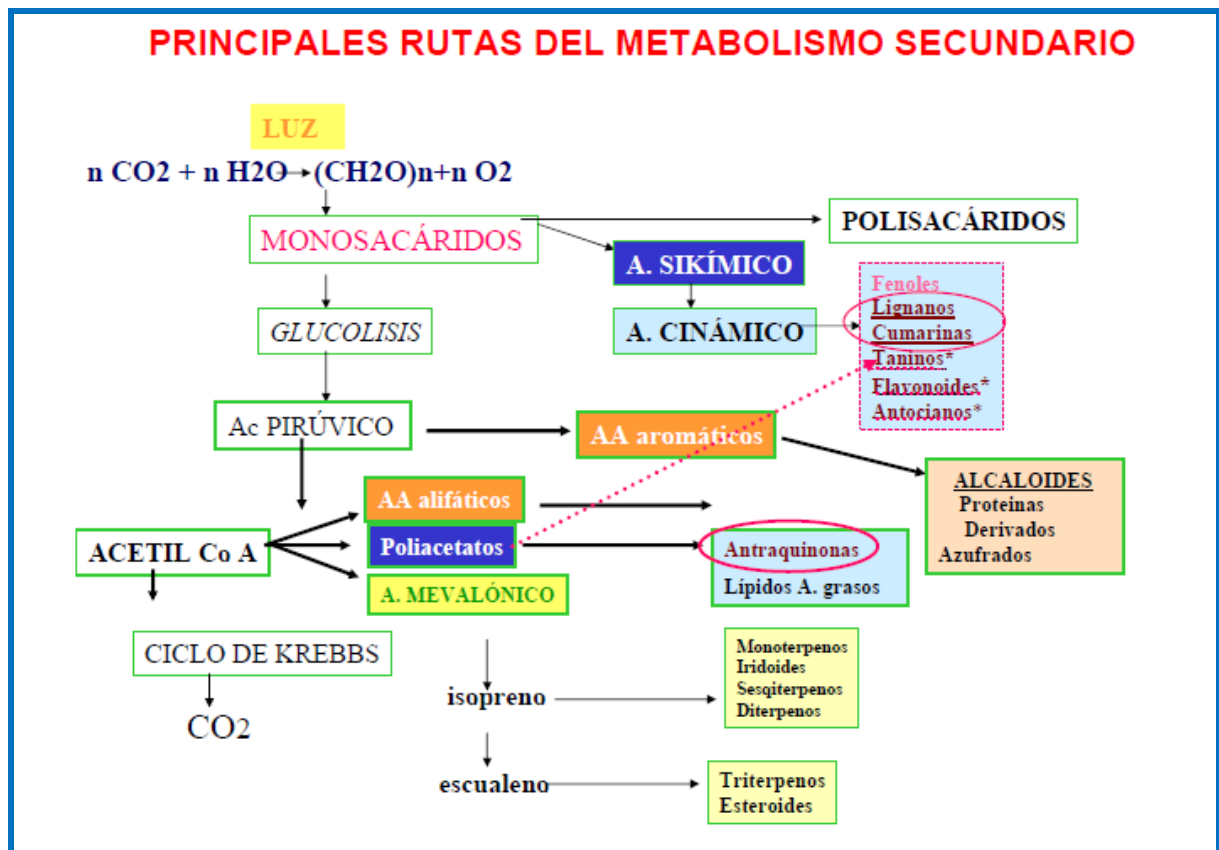 PRINCIPALES RUTAS DEL METABOLISMO SECUNDARIO
LUZ
n CO2 + n H2O→(CH2O)n+n O2
MONOSACÁRIDOS
POLISACÁRIDOS
A. SIKÍMICO
GLUCOLISIS
A. CINÁMICO
Fenoles
Lignanos
Cumarinas
Taninos*
Flavonoides*
Antocianos*
Ac PIRÚVICO
AA aromáticos
ALCALOIDES
Proteinas
Derivados
Azufrados
AA alifáticos
ACETIL Co A
Poliacetatos
A. MEVALÓNICO
Antraquinonas
Lípidos A. grasos
CICLO DE KREBBS
CO2
isopreno
Monoterpenos
Iridoides
Sesqiterpenos
Diterpenos
escualeno
Triterpenos
Esteroides